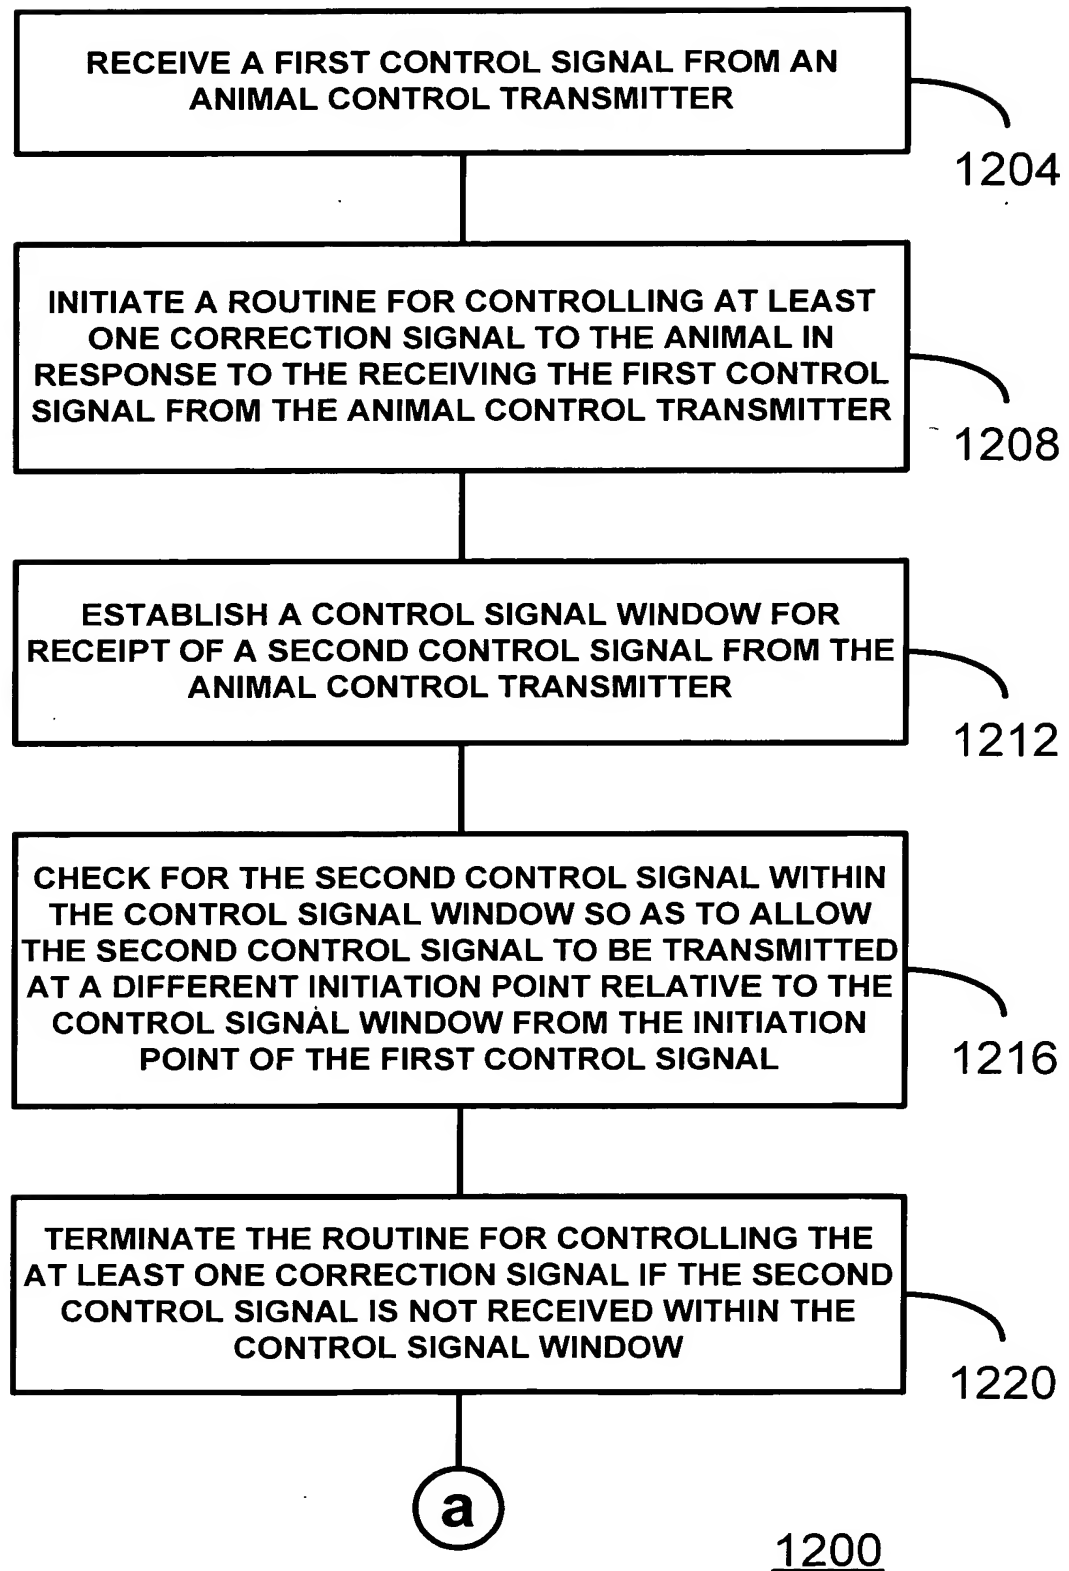 RECEIVE A FIRST CONTROL SIGNAL FROM AN
ANIMAL CONTROL TRANSMITTER
1204
INITIATE A ROUTINE FOR CONTROLLING AT LEAST
ONE CORRECTION SIGNAL TO THE ANIMAL IN
RESPONSE TO THE RECEIVING THE FIRST CONTROL
SIGNAL FROM THE ANIMAL CONTROL TRANSMITTER
1208
ESTABLISH A CONTROL SIGNAL WINDOW FOR
RECEIPT OF A SECOND CONTROL SIGNAL FROM THE
ANIMAL CONTROL TRANSMITTER
1212
CHECK FOR THE SECOND CONTROL SIGNAL WITHIN
THE CONTROL SIGNAL WINDOW SO AS TO ALLOW
THE SECOND CONTROL SIGNAL TO BE TRANSMITTED
AT A DIFFERENT INITIATION POINT RELATIVE TO THE
CONTROL SIGNAL WINDOW FROM THE INITIATION
POINT OF THE FIRST CONTROL SIGNAL
1216
TERMINATE THE ROUTINE FOR CONTROLLING THE
AT LEAST ONE CORRECTION SIGNAL IF THE SECOND
CONTROL SIGNAL IS NOT RECEIVED WITHIN THE
CONTROL SIGNAL WINDOW
1220
a
1200